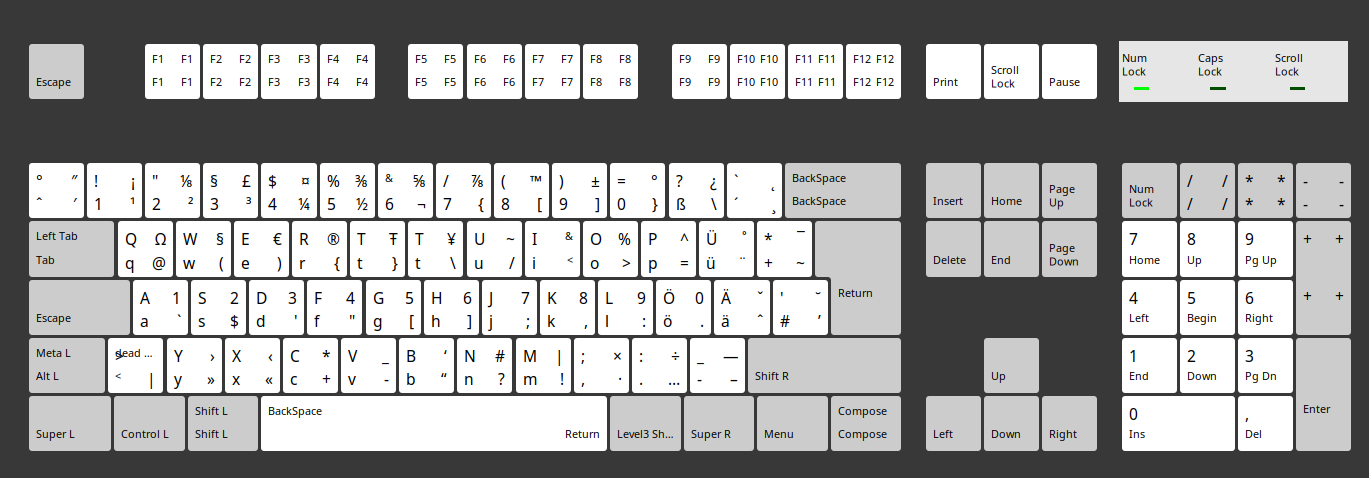 F1 F1 F2 F2 F3 F3 F4 F4 F5 F5 F6 F6 F7 F7 F8 F8 F9 F9 F10 F10 F11 F11 F12 F12 Num Lock Caps Lock Scroll Lock
Escape F1 F1 F2 F2 F3 F3 F4 F4 F5 F5 F6 F6 F7 F7 F8 F8 F9 F9 F10 F10 F11 F11 F12 F12 Print Scroll Lock Pause
° ″ ! ¡ " ⅛ § £ $ ¤ % ⅜ & ⅝ / ⅞ ( ™ ) ± = ° ? ¿ ` ˛ BackSpace / / * * - -
ˆ ′ 1 ¹ 2 ² 3 ³ 4 ¼ 5 ½ 6 ¬ 7 { 8 [ 9 ] 0 } ß \ ´ ¸ BackSpace Insert Home Page Up Num Lock / / * * - -
Left Tab Q Ω W § E € R ® T Ŧ T ¥ U ~ I & O % P ^ Ü ° * ¯ 7 8 9 + +
Tab q @ w ( e ) r { t } t \ u / i < o > p = ü ¨ + ~ Delete End Page Down Home Up Pg Up
A 1 S 2 D 3 F 4 G 5 H 6 J 7 K 8 L 9 Ö 0 Ä ˇ ' ˘ Return 4 5 6 + +
Escape a ` s $ d ' f " g [ h ] j ; k , l : ö . ä ˆ # ’ Left Begin Right
Meta L > dead ... Y › X ‹ C * V _ B ‘ N # M | ; × : ÷ _ — 1 2 3
Alt L < | y » x « c + v - b “ n ? m ! , · . … - – Shift R Up End Down Pg Dn
Shift L BackSpace Compose 0 , Enter
Super L Control L Shift L Return Level3 Sh... Super R Menu Compose Left Down Right Ins Del